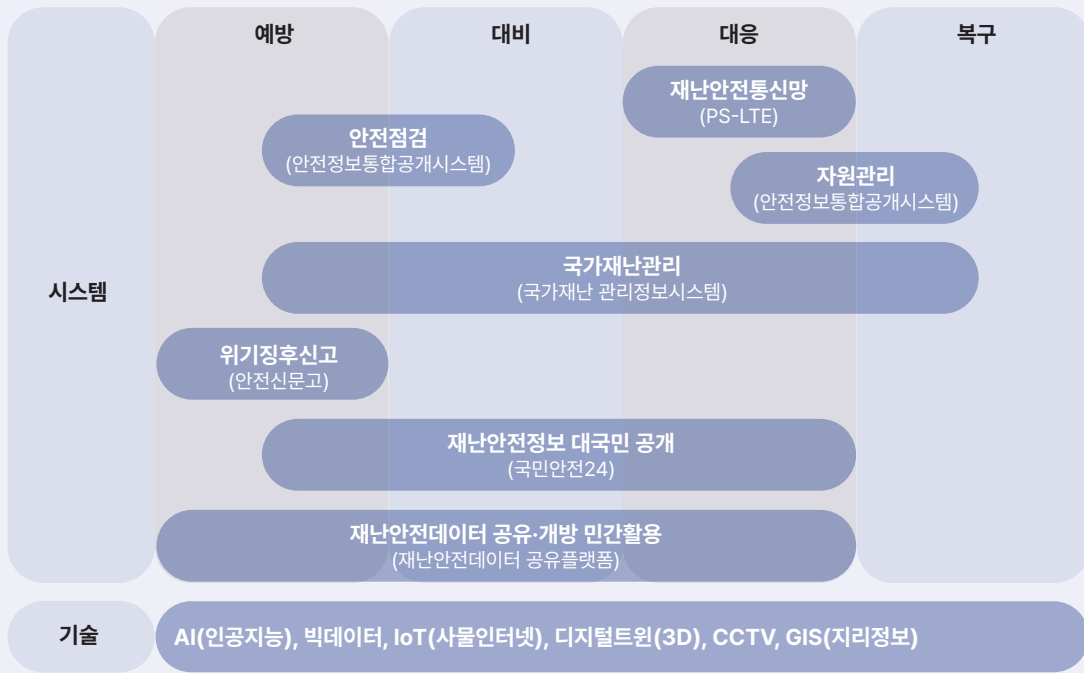 예방
대비
대응
복구
시스템
재난안전통신망
(PS-LTE)
안전점검
(안전정보통합공개시스템)
자원관리
(안전정보통합공개시스템)
국가재난관리
(국가재난 관리정보시스템)
위기징후신고
(안전신문고)
재난안전정보 대국민 공개
(국민안전24)
재난안전데이터 공유·개방 민간활용
(재난안전데이터 공유플랫폼)
기술
AI(인공지능), 빅데이터, IoT(사물인터넷), 디지털트윈(3D), CCTV, GIS(지리정보)